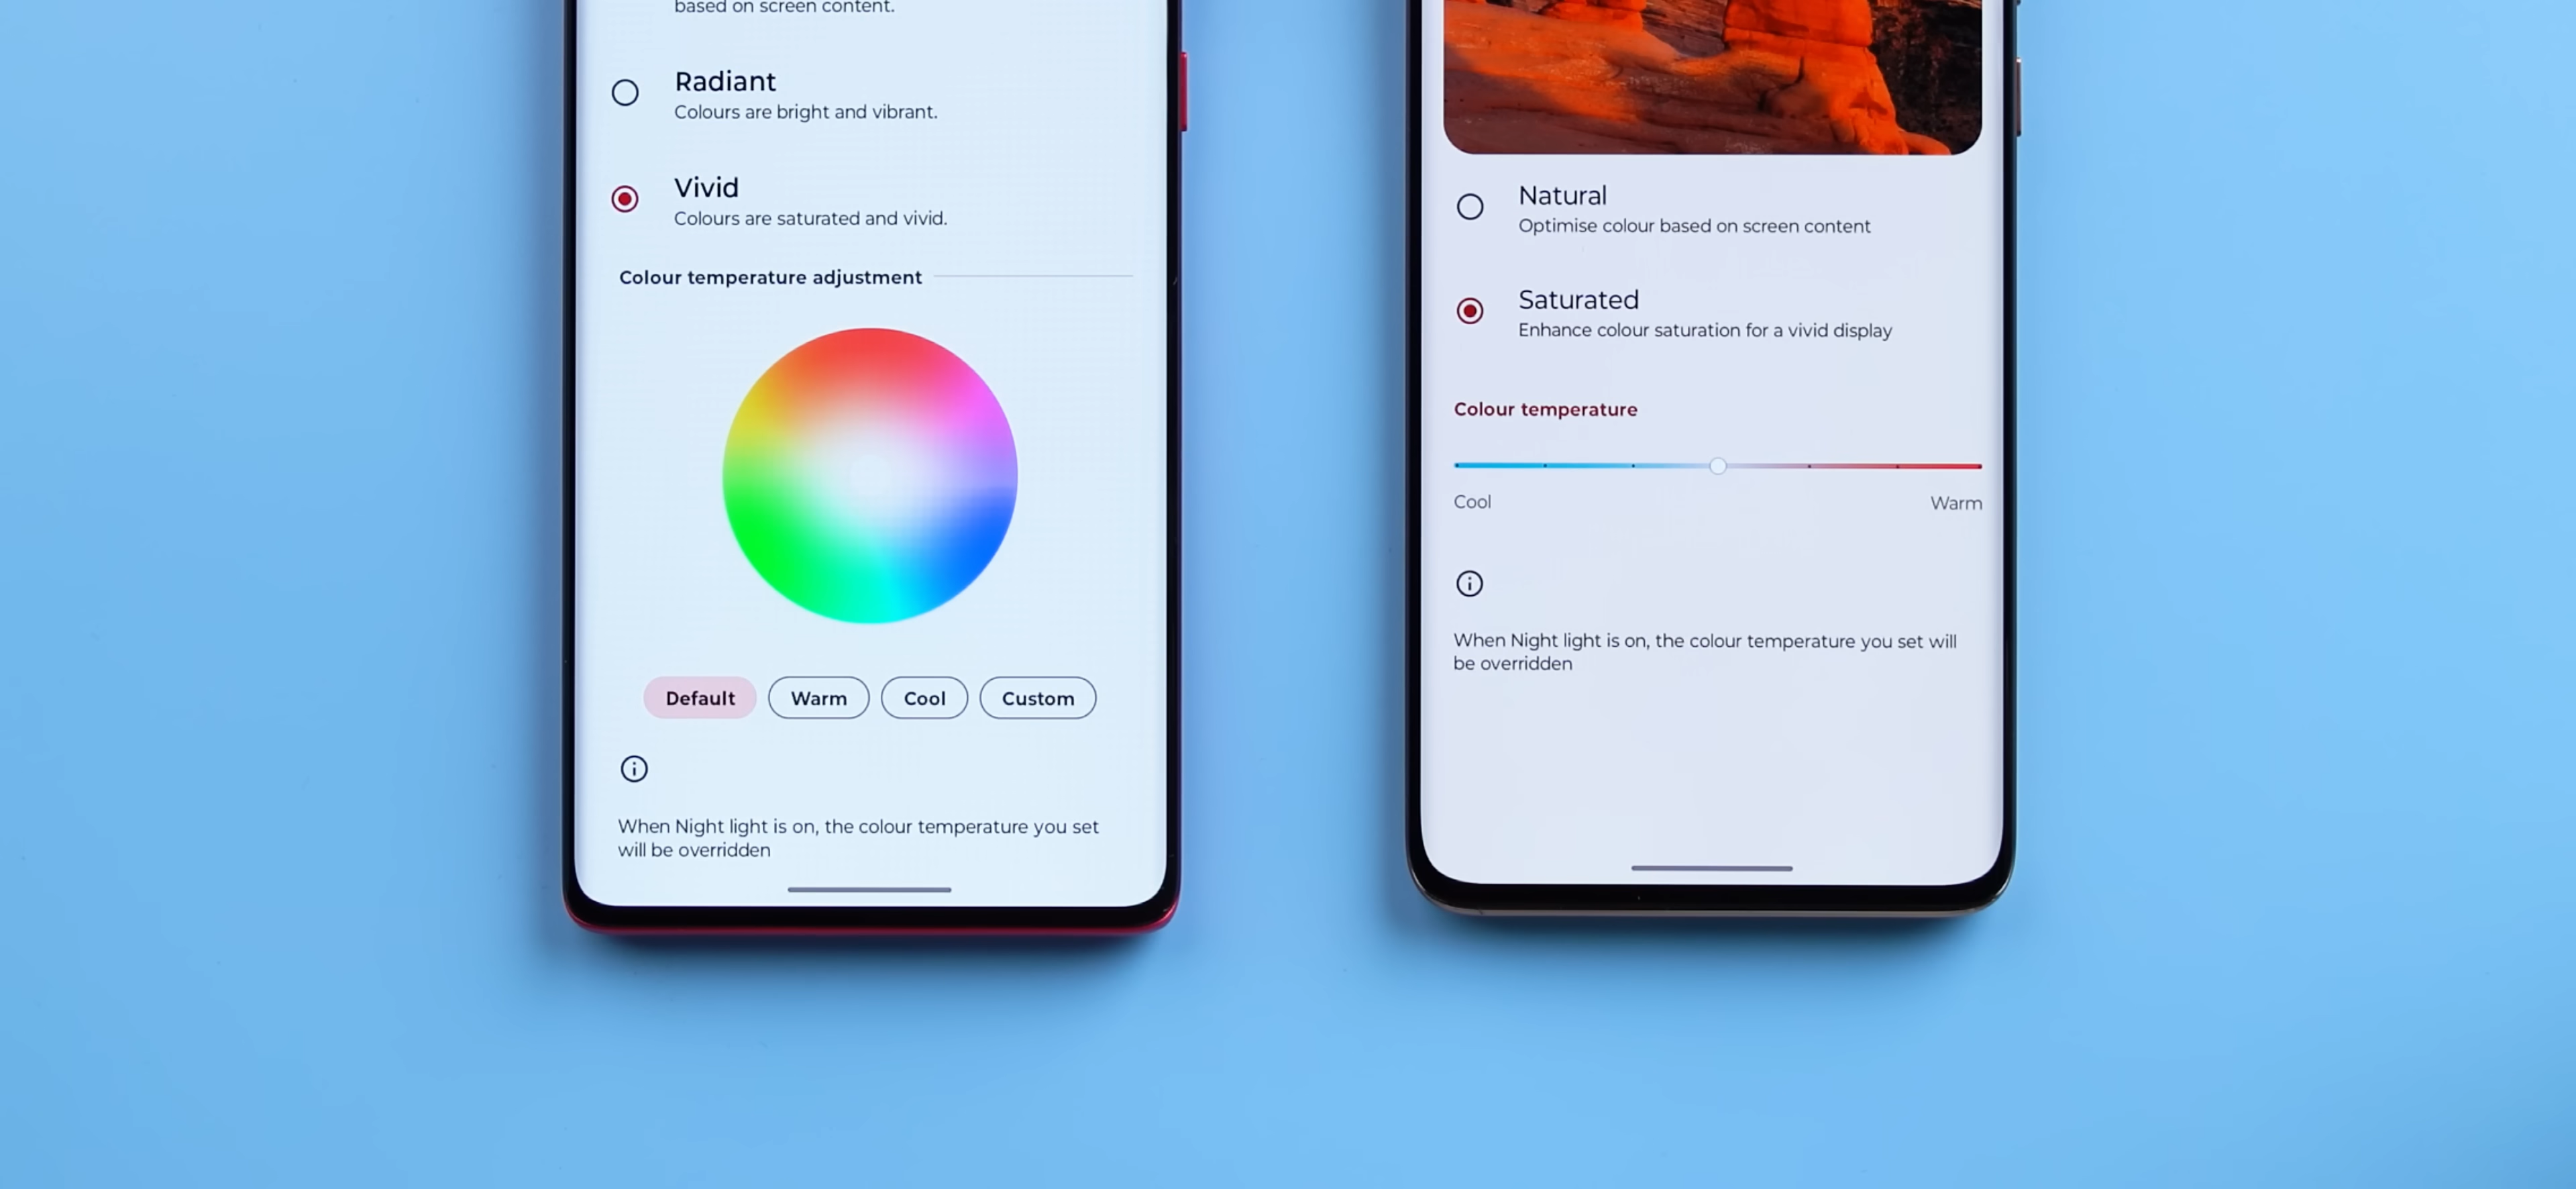 based on screen content.
Radiant
Colours are bright and vibrant.
Vivid
Colours are saturated and vivid.
Colour temperature adjustment
Default
Warm
Cool
Custom
When Night light is on, the colour temperature you set
will be overridden
Natural
Optimise colour based on screen content
Saturated
Enhance colour saturation for a vivid display
Colour temperature
Cool
Warm
When Night light is on, the colour temperature you set will
be overridden